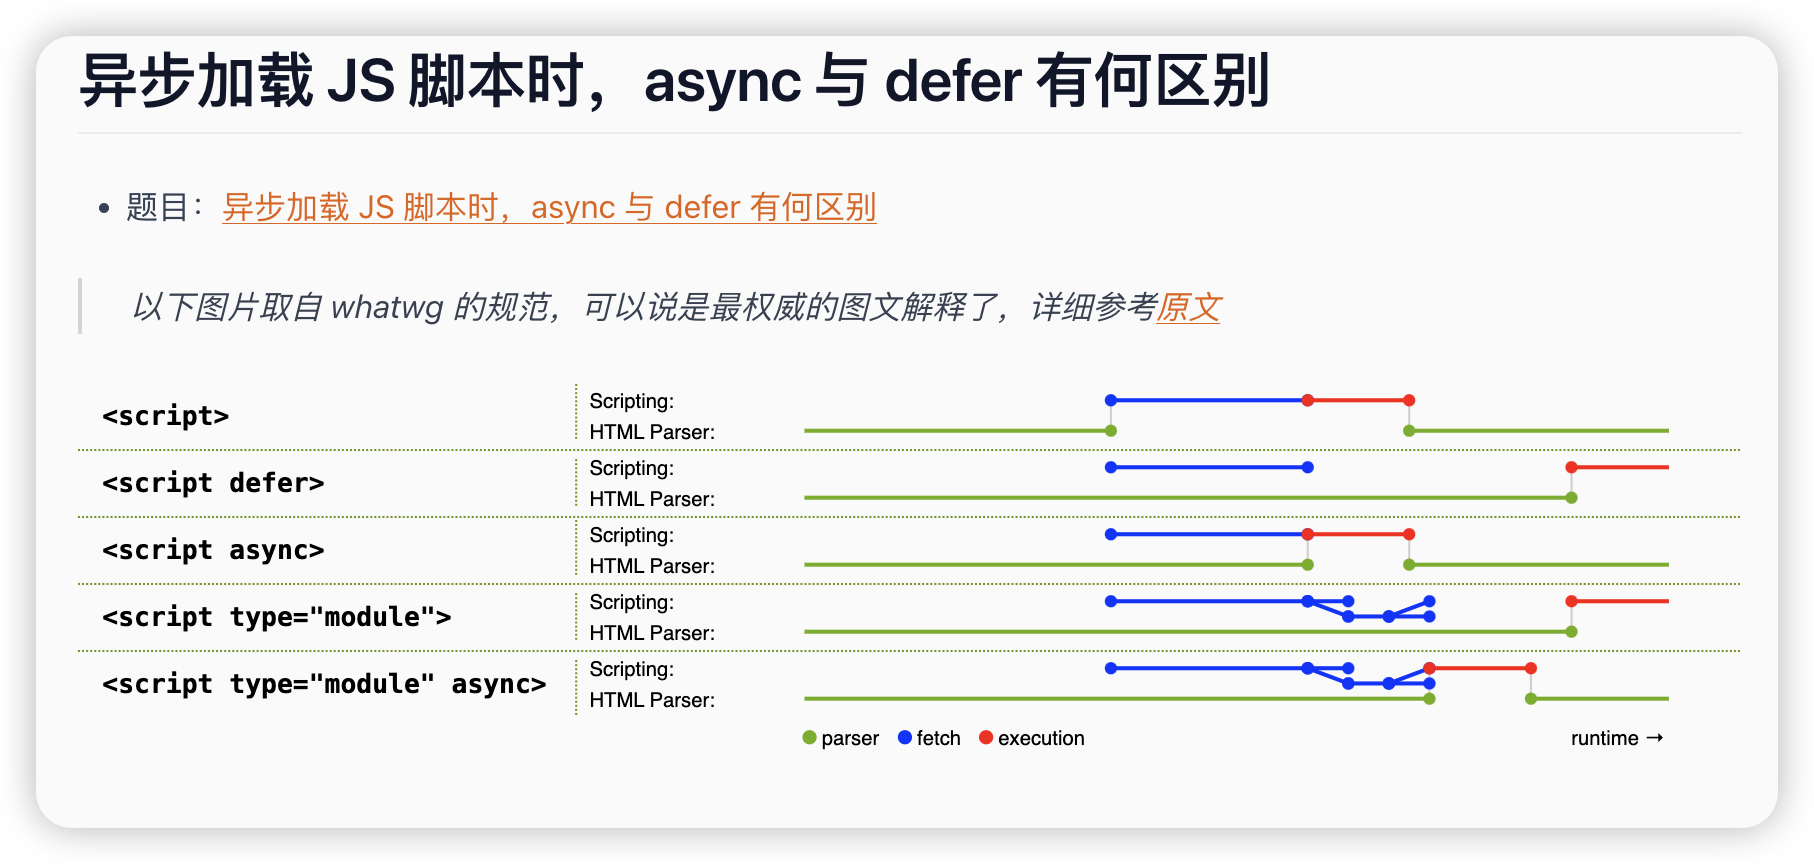 异步加载 JS 脚本时，async 与 defer 有何区别
• 题目：异步加载 JS 脚本时，async 与 defer 有何区别
以下图片取自 whatwg 的规范，可以说是最权威的图文解释了，详细参考原文
<script>
Scripting:
HTML Parser:
<script defer>
Scripting:
HTML Parser:
<script async>
Scripting:
HTML Parser:
<script type="module">
Scripting:
HTML Parser:
<script type="module" async>
Scripting:
HTML Parser:
parser fetch execution runtime →